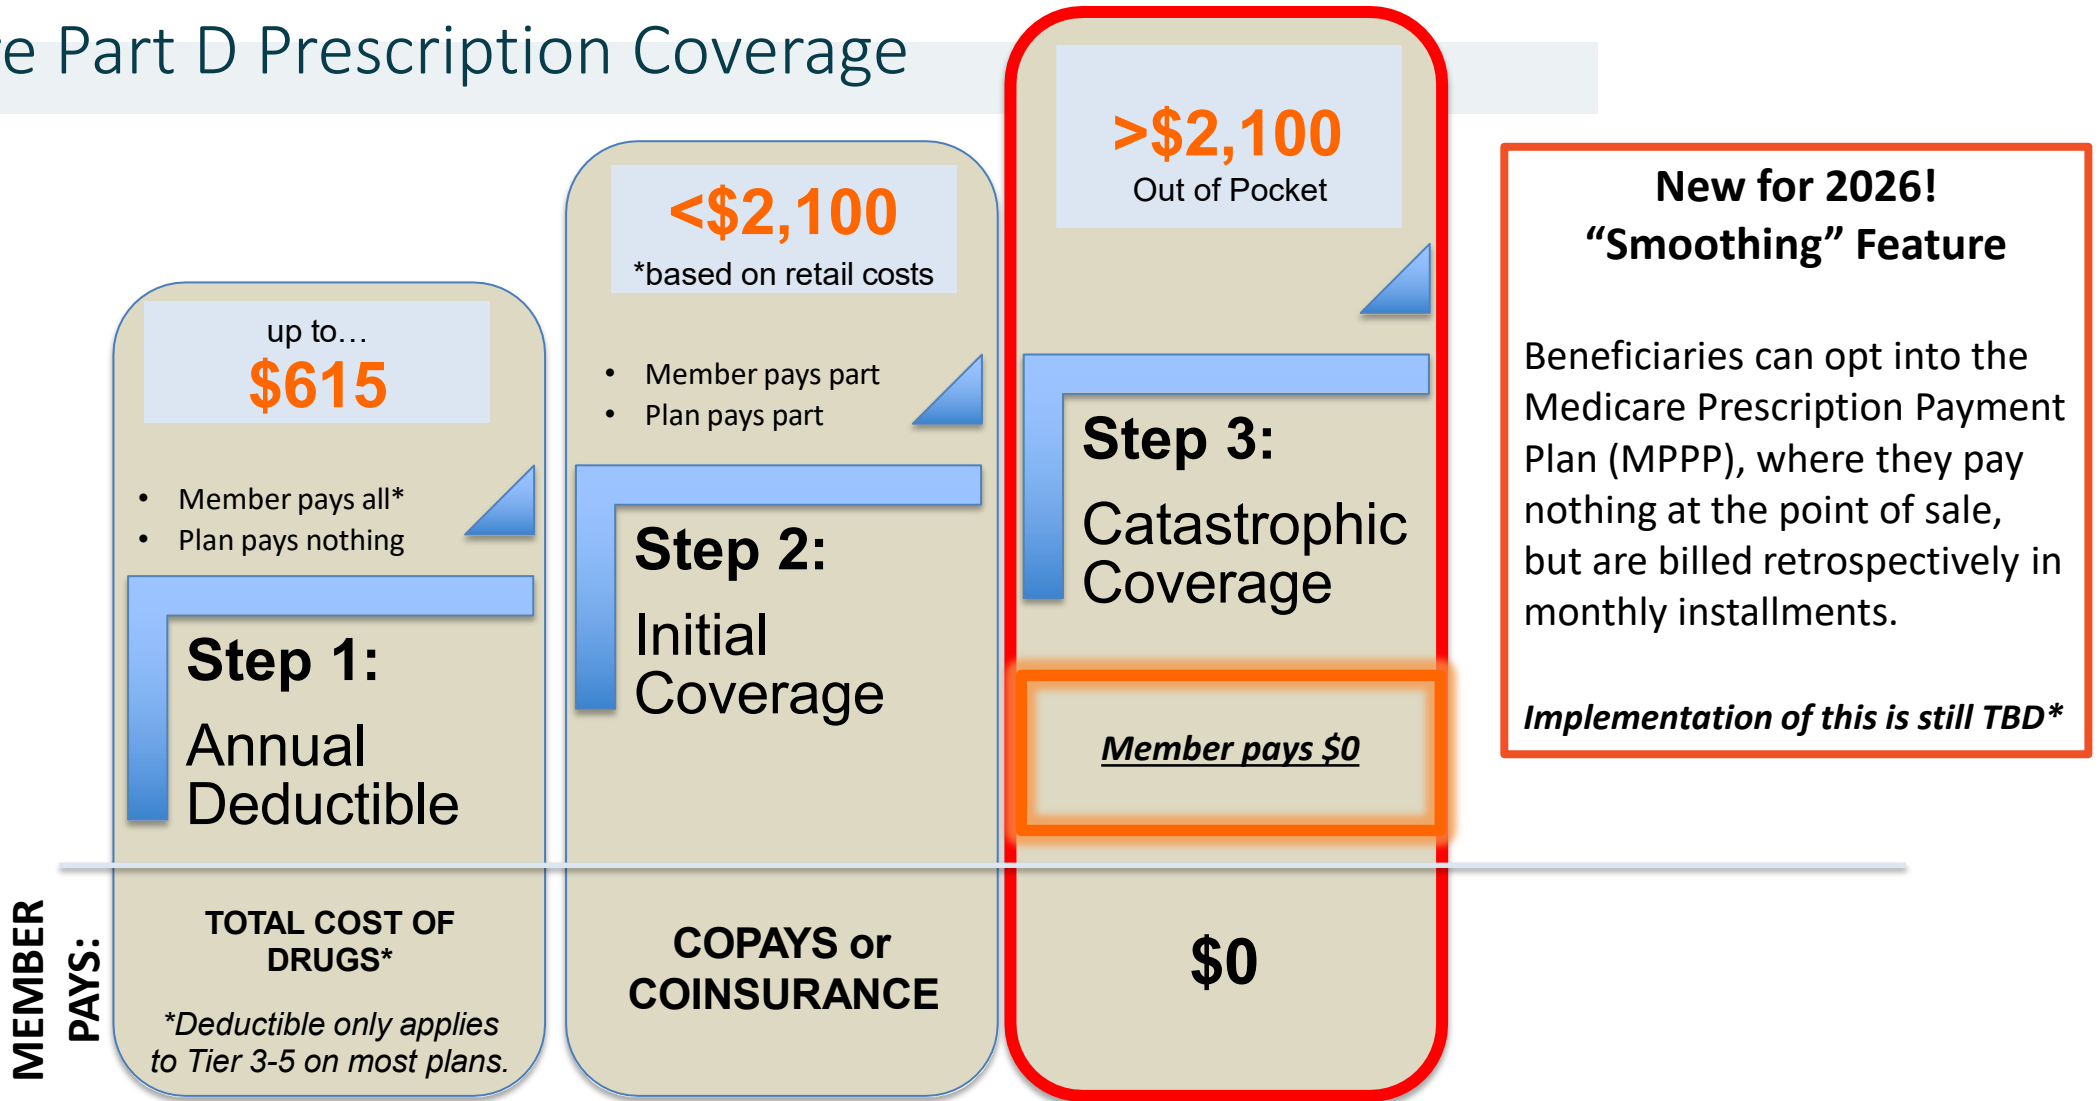 e Part D Prescription Coverage
up to…
$615
• Member pays all*
• Plan pays nothing
Step 1:
Annual
Deductible
<$2,100
*based on retail costs
• Member pays part
• Plan pays part
Step 2:
Initial
Coverage
>$2,100
Out of Pocket
Step 3:
Catastrophic
Coverage
Member pays $0
New for 2026!
“Smoothing” Feature
Beneficiaries can opt into the
Medicare Prescription Payment
Plan (MPPP), where they pay
nothing at the point of sale,
but are billed retrospectively in
monthly installments.
Implementation of this is still TBD*
MEMBER
PAYS:
TOTAL COST OF
DRUGS*
*Deductible only applies
to Tier 3-5 on most plans.
COPAYS or
COINSURANCE
$0